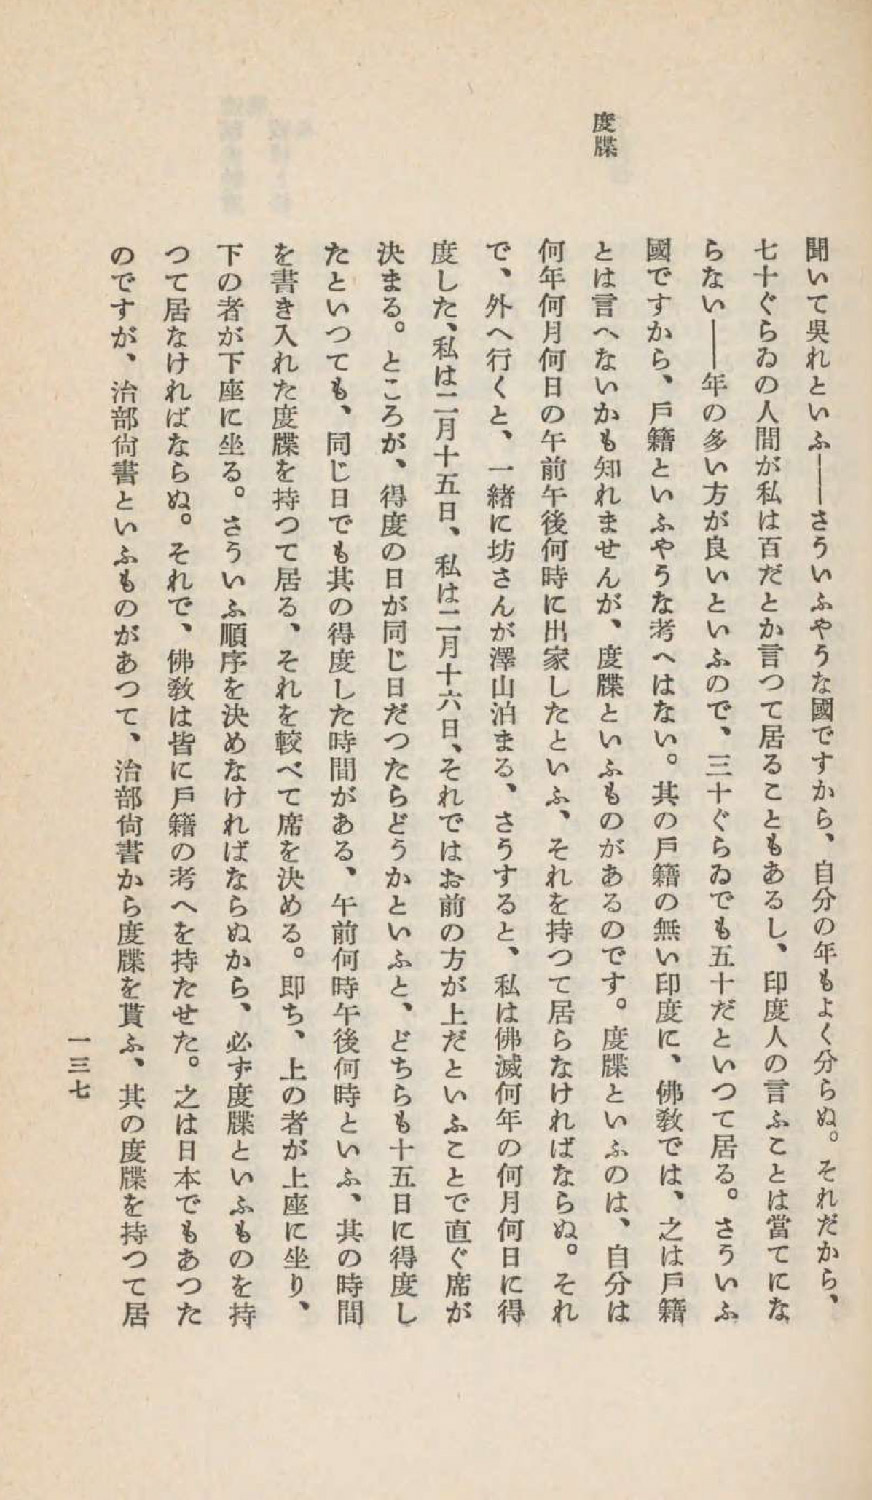 度牒
聞いて吳れといふ――さういふやうな國ですから、自分の年もよく分らぬ。それだから、
七十ぐらゐの人間が私は百だとか言つて居ることもあるし、印度人の言ふことは當てにな
らない――年の多い方が良いといふので、三十ぐらゐでも五十だといつて居る。さういふ
國ですから、戶籍といふやうな考へはない。其の戶籍の無い印度に、佛敎では、之は戶籍
とは言へないかも知れませんが、度牒といふものがあるのです。度牒といふのは、自分は
何年何月何日の午前午後何時に出家したといふ、それを持つて居らなければならぬ。それ
で、外へ行くと、一緖に坊さんが澤山泊まる、さうすると、私は佛滅何年の何月何日に得
度した、私は二月十五日、私は二月十六日、それではお前の方が上だといふことで直ぐ席が
決まる。ところが、得度の日が同じ日だつたらどうかといふと、どちらも十五日に得度し
たといつても、同じ日でも其の得度した時間がある、午前何時午後何時といふ、其の時間
を書き入れた度牒を持つて居る、それを較べて席を決める。卽ち、上の者が上座に坐り、
下の者が下座に坐る。さういふ順序を決めなければならぬから、必ず度牒といふものを持
つて居なければならぬ。それで、佛敎は皆に戶籍の考へを持たせた。之は日本でもあつた
のですが、治部尙書といふものがあつて、治部尙書から度牒を貰ふ、其の度牒を持つて居
一三七